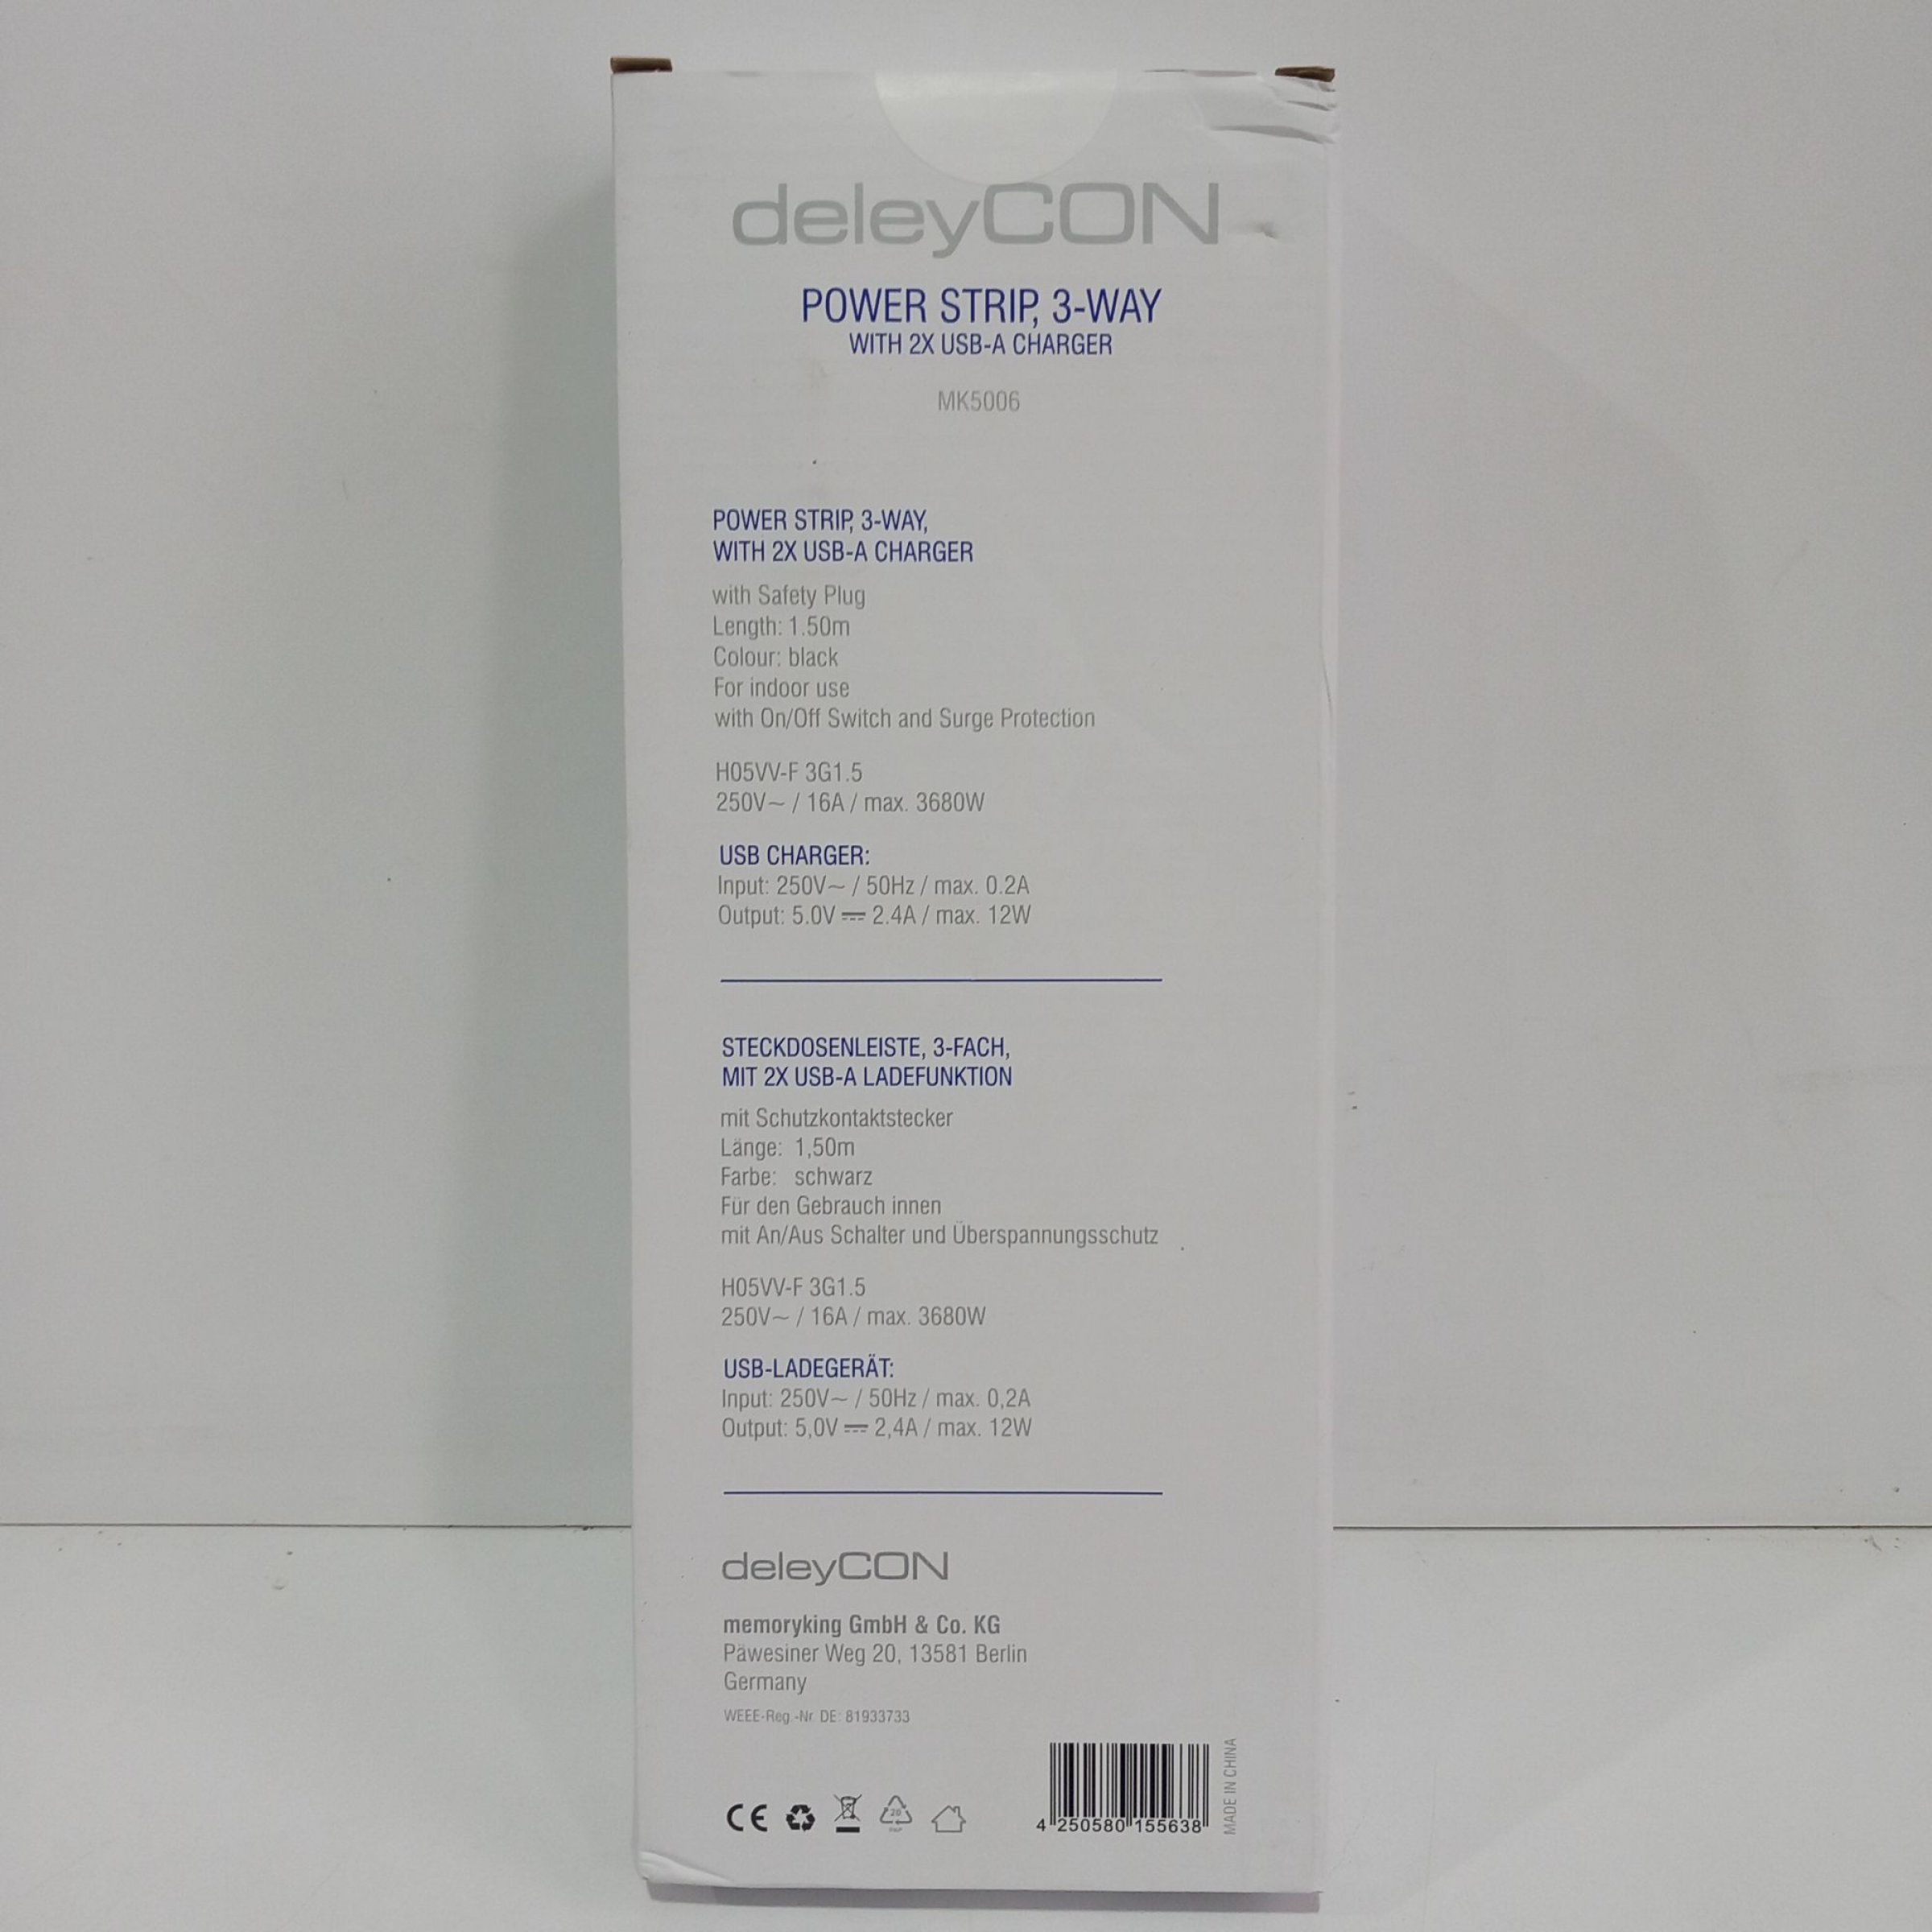 deleyCON
POWER STRIP, 3-WAY
WITH 2X USB-A CHARGER
MK5006
POWER STRIP, 3-WAY,
WITH 2X USB-A CHARGER
with Safety Plug
Length: 1.50m
Colour: black
For indoor use
with On/Off Switch and Surge Protection
H05VV-F 3G1.5
250V~ / 16A / max. 3680W
USB CHARGER:
Input: 250V~ / 50Hz / max. 0.2A
Output: 5.0V ⎓ 2.4A / max. 12W
STECKDOSENLEISTE, 3-FACH,
MIT 2X USB-A LADEFUNKTION
mit Schutzkontaktstecker
Länge: 1,50m
Farbe: schwarz
Für den Gebrauch innen
mit An/Aus Schalter und Überspannungsschutz
H05VV-F 3G1.5
250V~ / 16A / max. 3680W
USB-LADEGERÄT:
Input: 250V~ / 50Hz / max. 0,2A
Output: 5,0V ⎓ 2,4A / max. 12W
deleyCON
memoryking GmbH & Co. KG
Päwesiner Weg 20, 13581 Berlin
Germany
WEEE-Reg.-Nr. DE: 81933733
CE
20
4 250580 155638
MADE IN CHINA